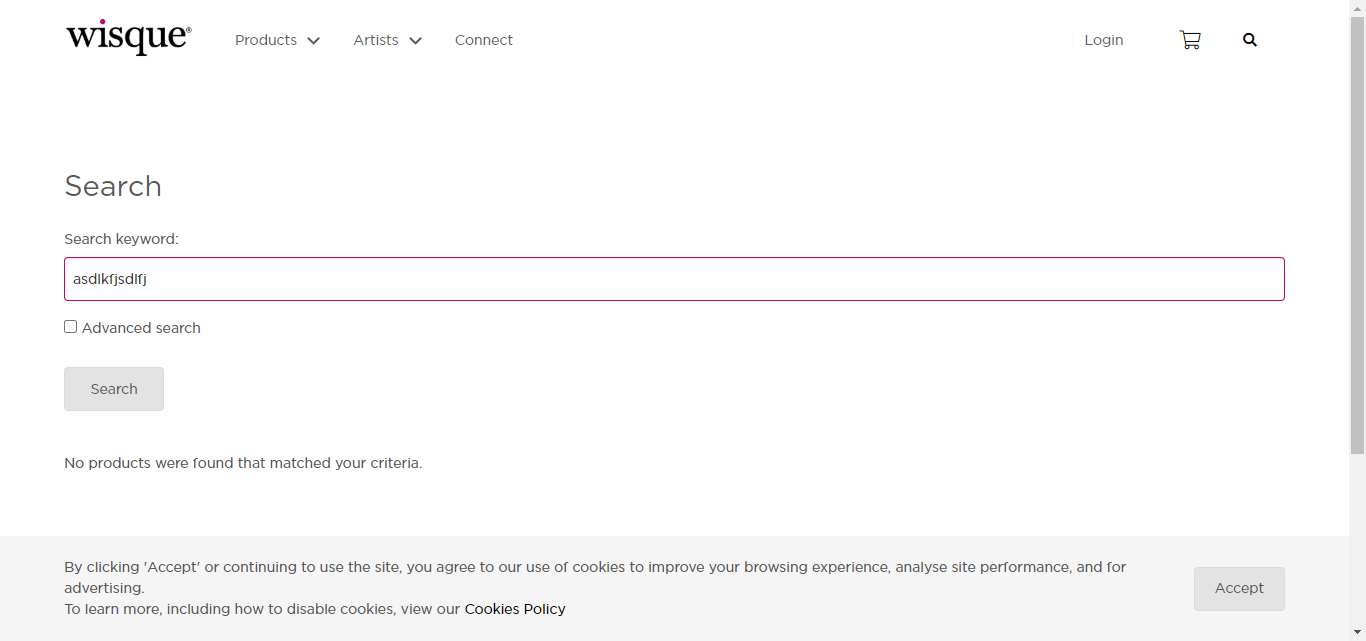 wisque®
Products
Artists
Connect
Login
Search
Search keyword:
asdlkfjsdlfj
Advanced search
Search
No products were found that matched your criteria.
By clicking 'Accept' or continuing to use the site, you agree to our use of cookies to improve your browsing experience, analyse site performance, and for
advertising.
To learn more, including how to disable cookies, view our Cookies Policy
Accept